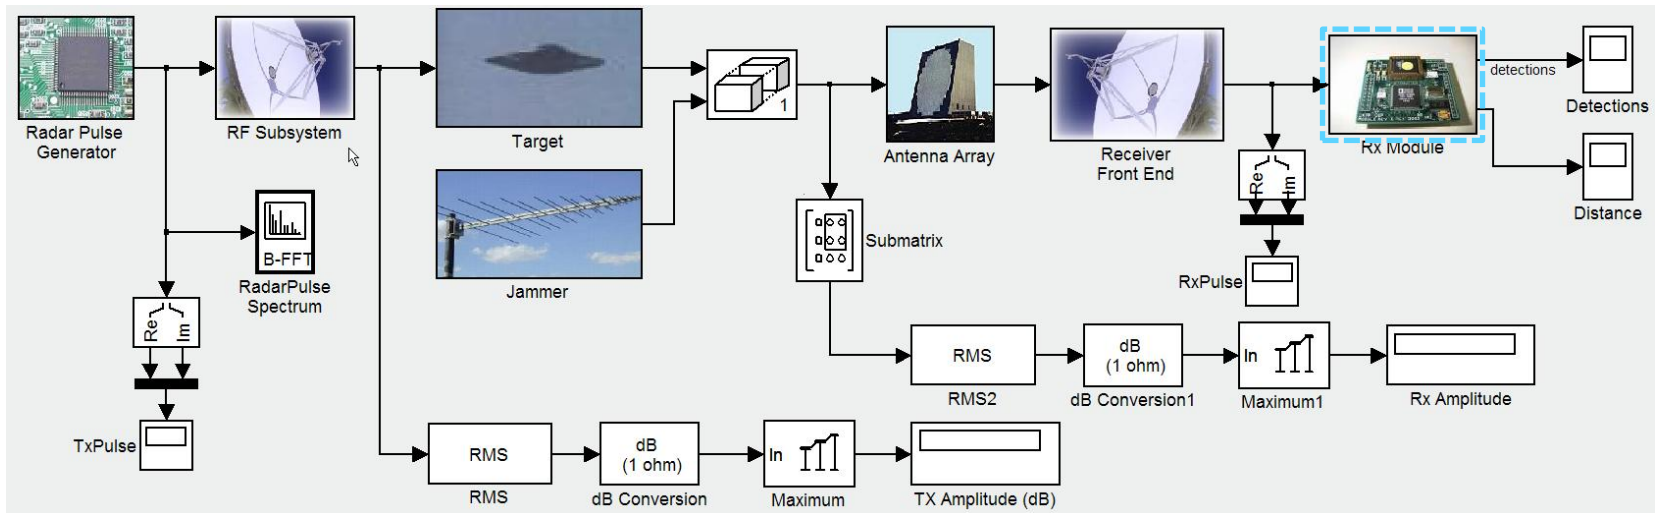 Radar Pulse
Generator
RF Subsystem
Target
1
Antenna Array
Receiver
Front End
Rx Module
detections
Detections
Distance
Re
Im
RxPulse
Jammer
Submatrix
B-FFT
RadarPulse
Spectrum
Re
Im
TxPulse
RMS
RMS2
dB
(1 ohm)
dB Conversion1
In
Maximum1
Rx Amplitude
RMS
RMS
dB
(1 ohm)
dB Conversion
In
Maximum
TX Amplitude (dB)